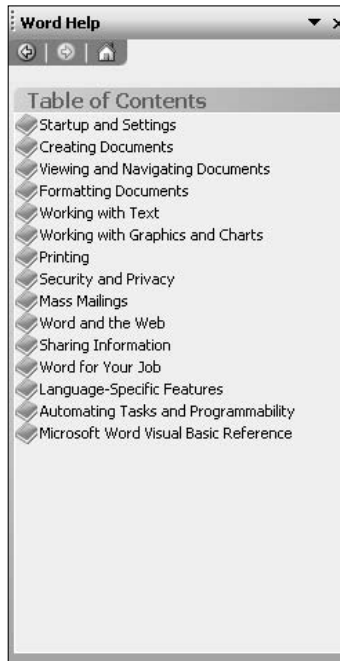 Word Help
Table of Contents
Startup and Settings
Creating Documents
Viewing and Navigating Documents
Formatting Documents
Working with Text
Working with Graphics and Charts
Printing
Security and Privacy
Mass Mailings
Word and the Web
Sharing Information
Word for Your Job
Language-Specific Features
Automating Tasks and Programmability
Microsoft Word Visual Basic Reference